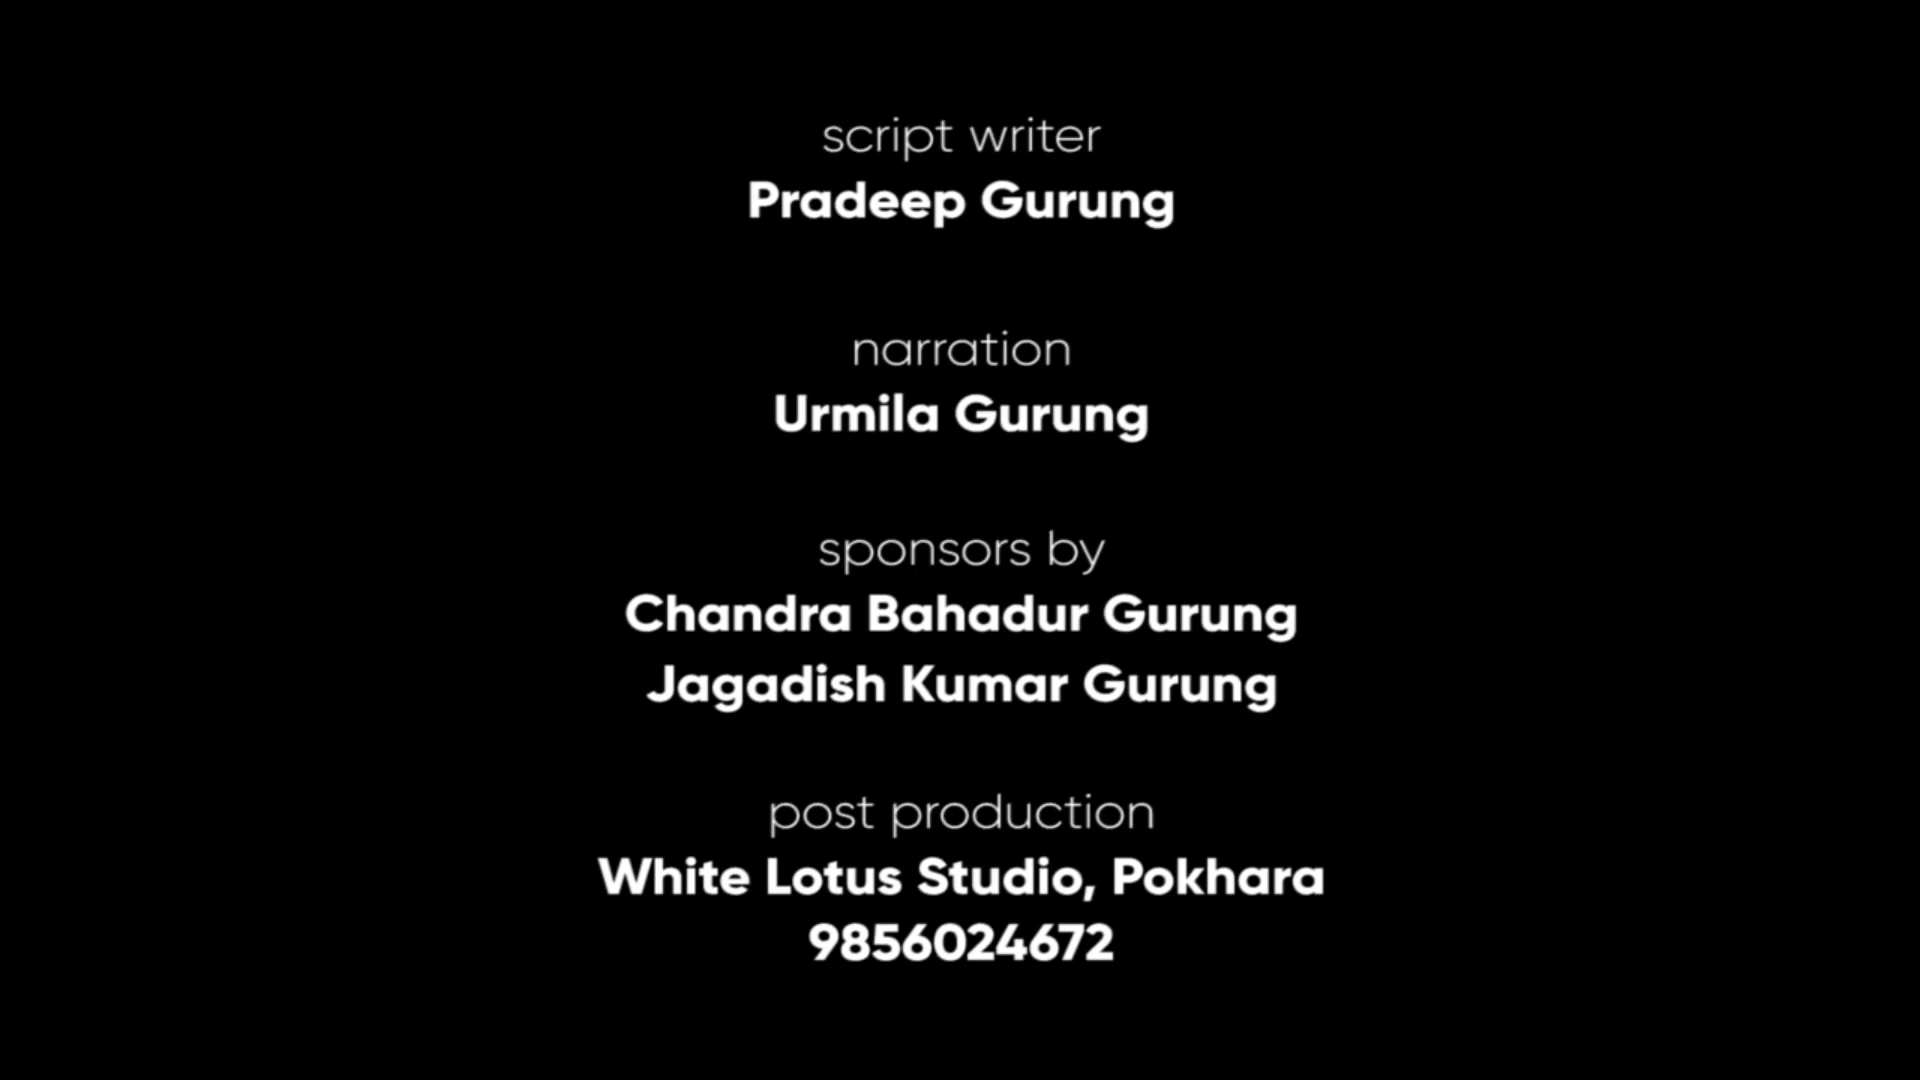 script writer
Pradeep Gurung
narration
Urmila Gurung
sponsors by
Chandra Bahadur Gurung
Jagadish Kumar Gurung
post production
White Lotus Studio, Pokhara
9856024672